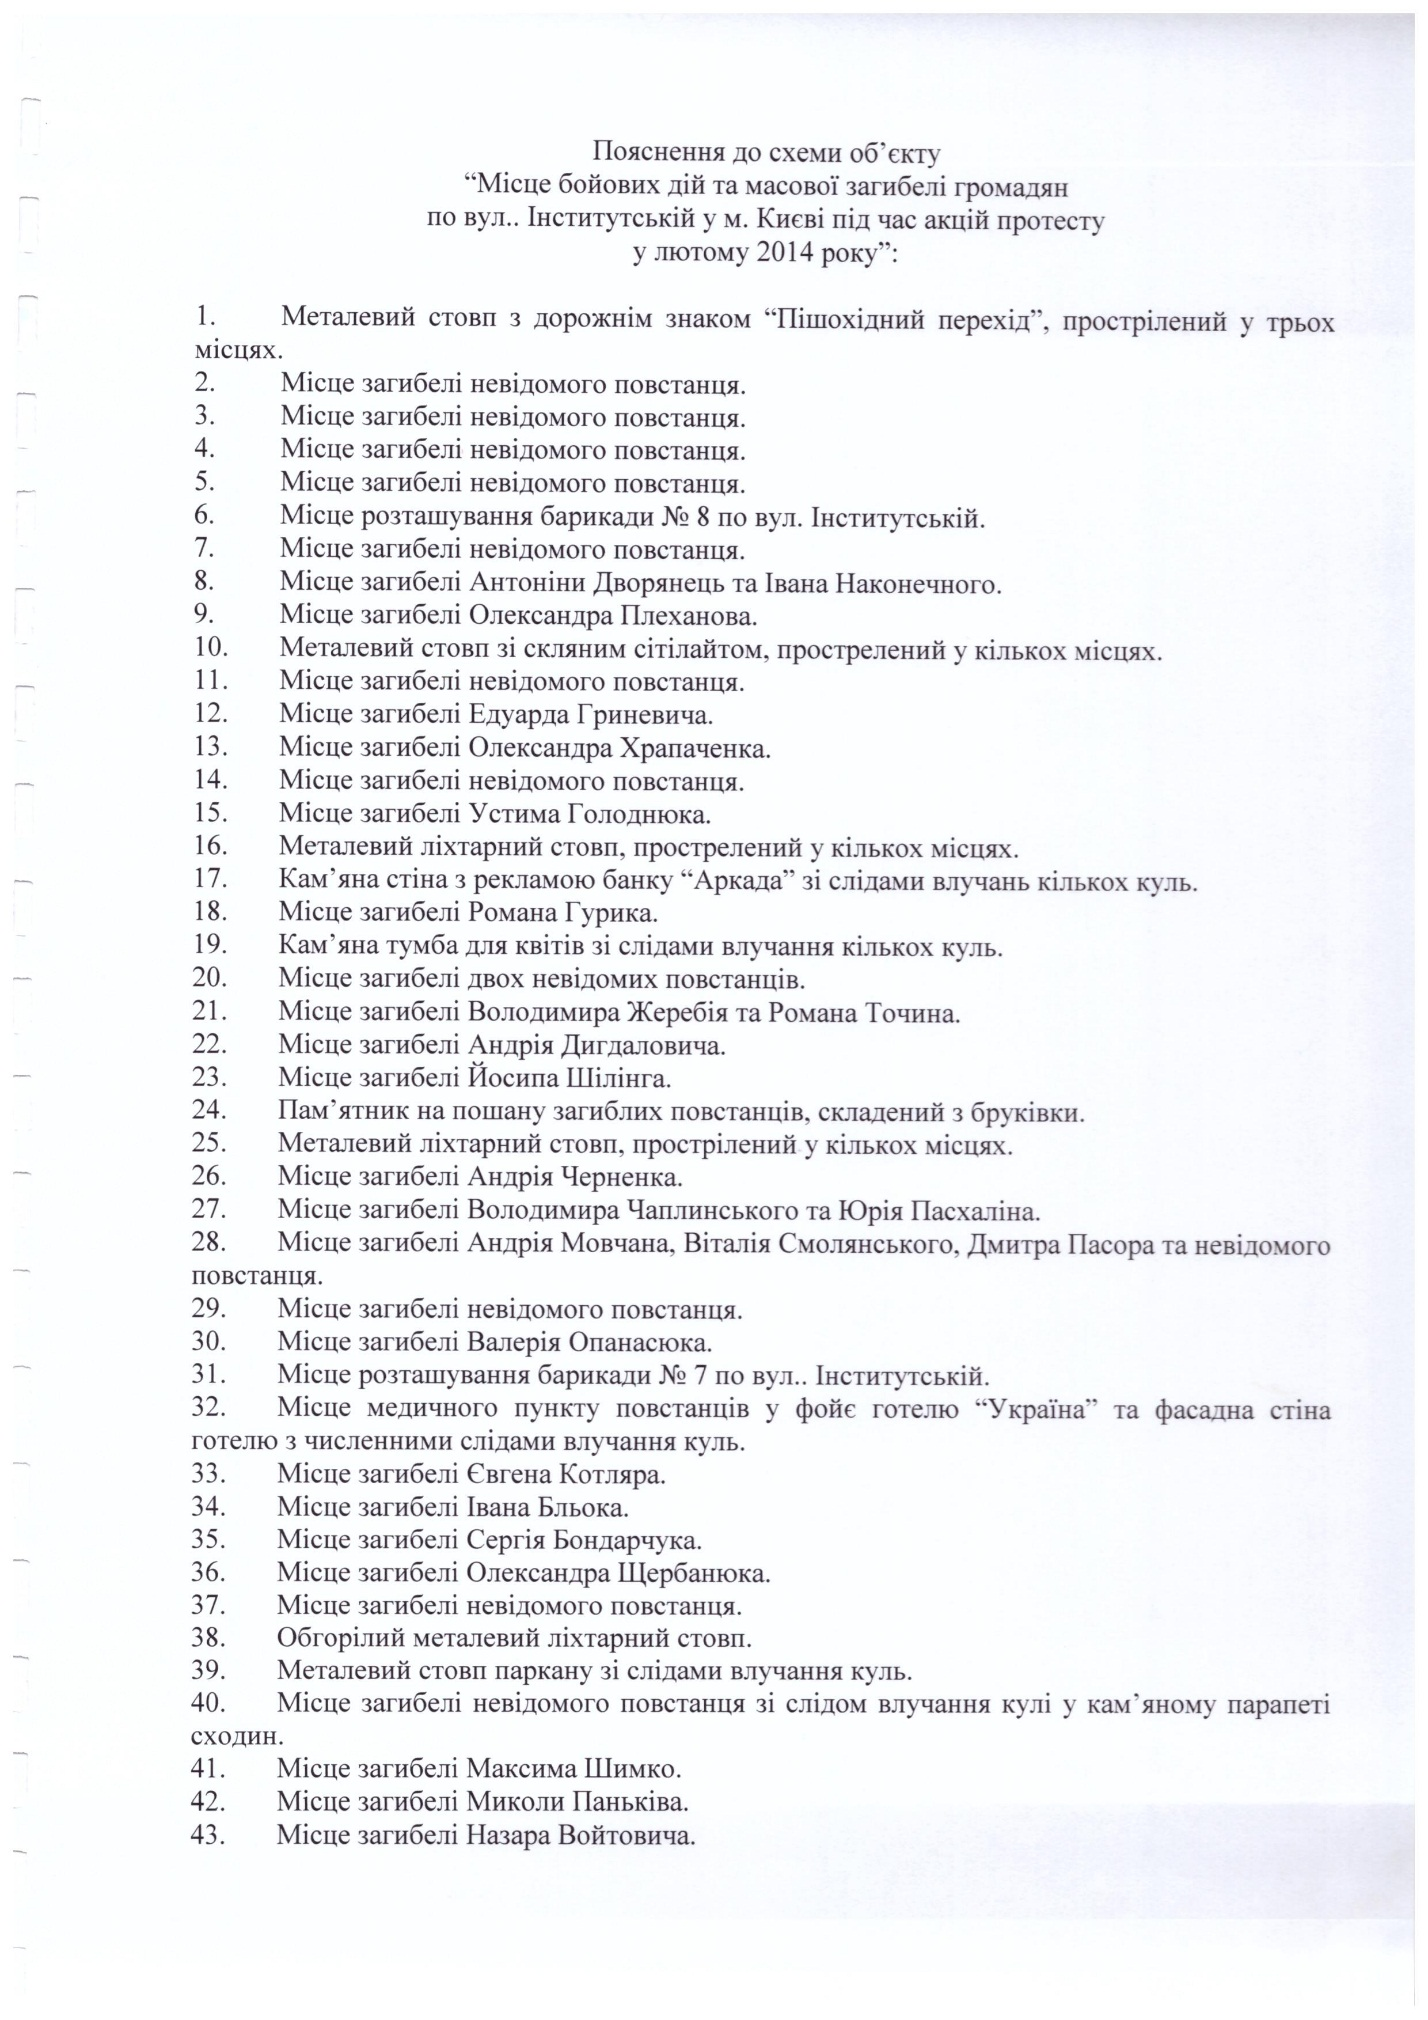 Пояснення до схеми об’єкту
“Місце бойових дій та масової загибелі громадян
по вул.. Інститутській у м. Києві під час акцій протесту
у лютому 2014 року”:
1. Металевий стовп з дорожнім знаком “Пішохідний перехід”, прострілений у трьох
місцях.
2. Місце загибелі невідомого повстанця.
3. Місце загибелі невідомого повстанця.
4. Місце загибелі невідомого повстанця.
5. Місце загибелі невідомого повстанця.
6. Місце розташування барикади № 8 по вул. Інститутській.
7. Місце загибелі невідомого повстанця.
8. Місце загибелі Антоніни Дворянець та Івана Наконечного.
9. Місце загибелі Олександра Плеханова.
10. Металевий стовп зі скляним сітілайтом, прострелений у кількох місцях.
11. Місце загибелі невідомого повстанця.
12. Місце загибелі Едуарда Гриневича.
13. Місце загибелі Олександра Храпаченка.
14. Місце загибелі невідомого повстанця.
15. Місце загибелі Устима Голоднюка.
16. Металевий ліхтарний стовп, прострелений у кількох місцях.
17. Кам’яна стіна з рекламою банку “Аркада” зі слідами влучань кількох куль.
18. Місце загибелі Романа Гурика.
19. Кам’яна тумба для квітів зі слідами влучання кількох куль.
20. Місце загибелі двох невідомих повстанців.
21. Місце загибелі Володимира Жеребія та Романа Точина.
22. Місце загибелі Андрія Дигдаловича.
23. Місце загибелі Йосипа Шілінга.
24. Пам’ятник на пошану загиблих повстанців, складений з бруківки.
25. Металевий ліхтарний стовп, прострілений у кількох місцях.
26. Місце загибелі Андрія Черненка.
27. Місце загибелі Володимира Чаплинського та Юрія Пасхаліна.
28. Місце загибелі Андрія Мовчана, Віталія Смолянського, Дмитра Пасора та невідомого
повстанця.
29. Місце загибелі невідомого повстанця.
30. Місце загибелі Валерія Опанасюка.
31. Місце розташування барикади № 7 по вул.. Інститутській.
32. Місце медичного пункту повстанців у фойє готелю “Україна” та фасадна стіна
готелю з численними слідами влучання куль.
33. Місце загибелі Євгена Котляра.
34. Місце загибелі Івана Бльока.
35. Місце загибелі Сергія Бондарчука.
36. Місце загибелі Олександра Щербанюка.
37. Місце загибелі невідомого повстанця.
38. Обгорілий металевий ліхтарний стовп.
39. Металевий стовп паркану зі слідами влучання куль.
40. Місце загибелі невідомого повстанця зі слідом влучання кулі у кам’яному парапеті
сходин.
41. Місце загибелі Максима Шимко.
42. Місце загибелі Миколи Паньківа.
43. Місце загибелі Назара Войтовича.